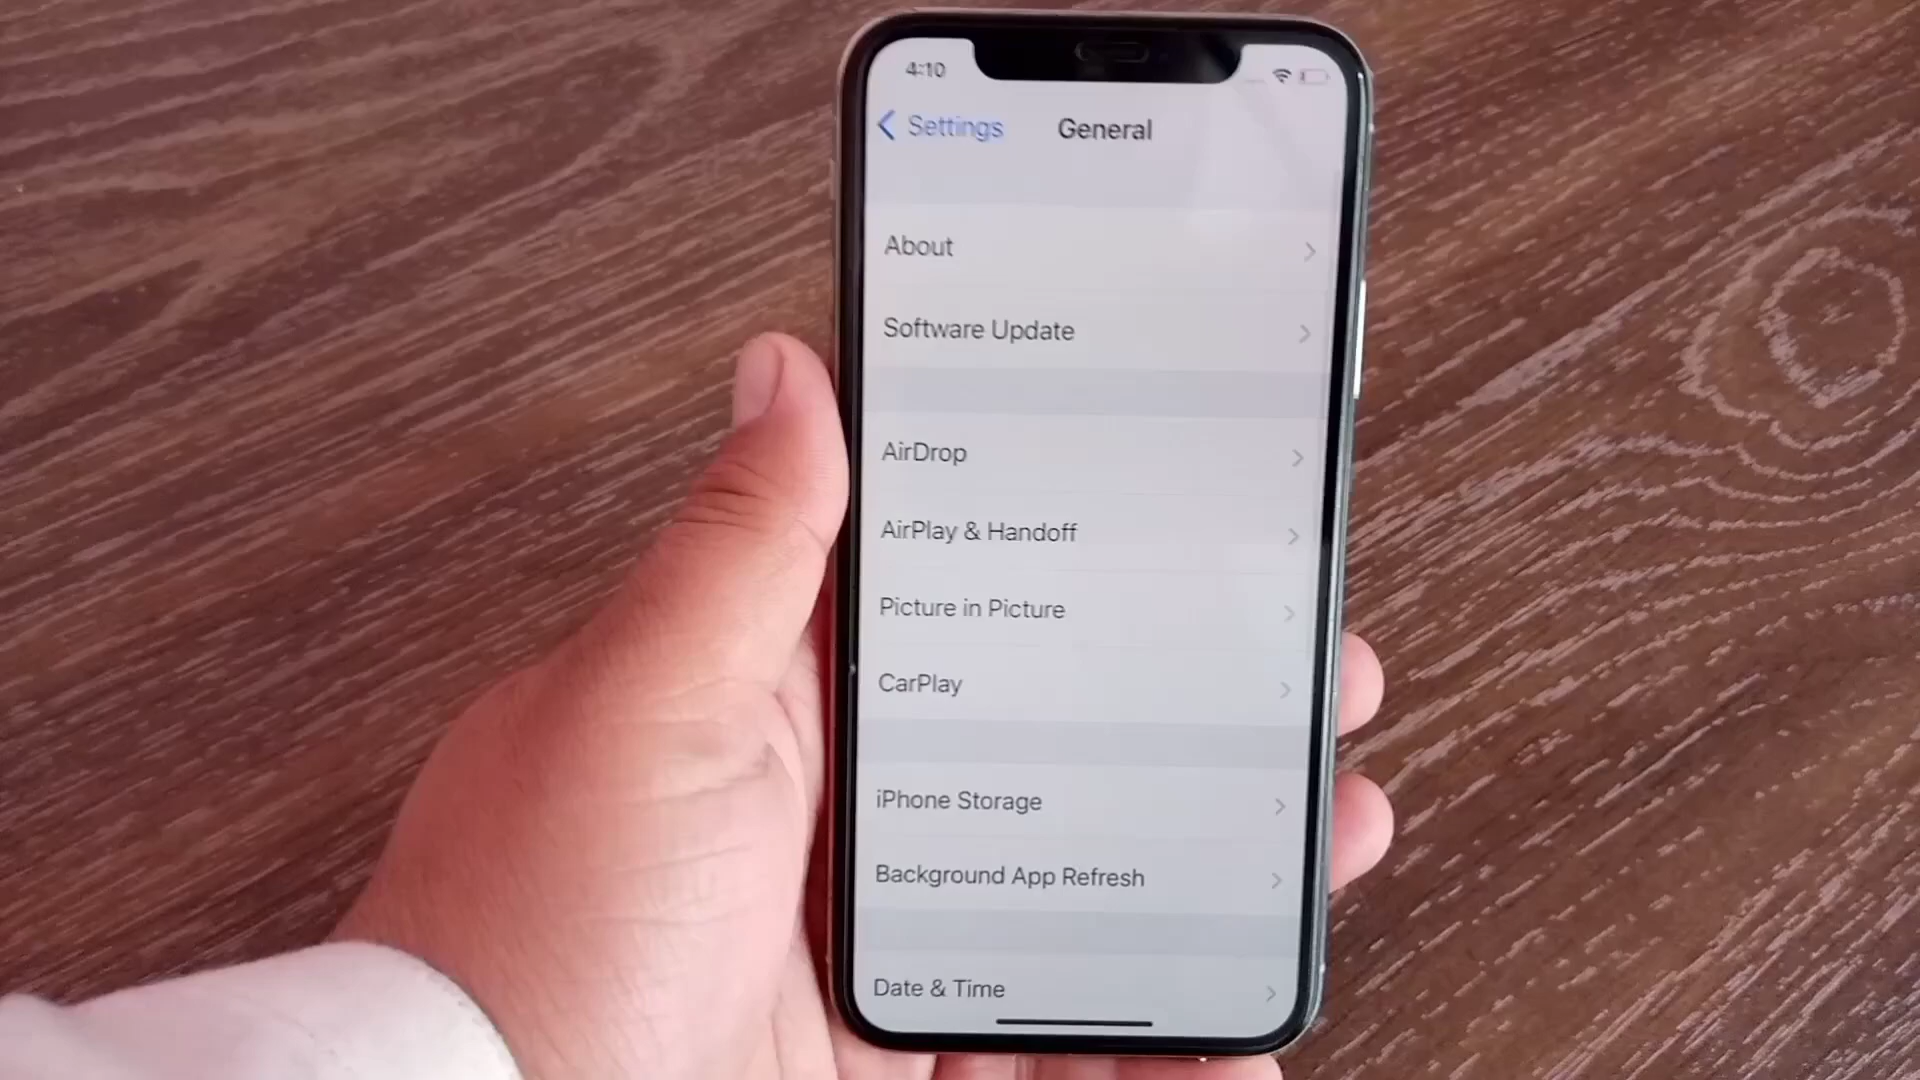 4:10
Settings
General
About
Software Update
AirDrop
AirPlay & Handoff
Picture in Picture
CarPlay
iPhone Storage
Background App Refresh
Date & Time